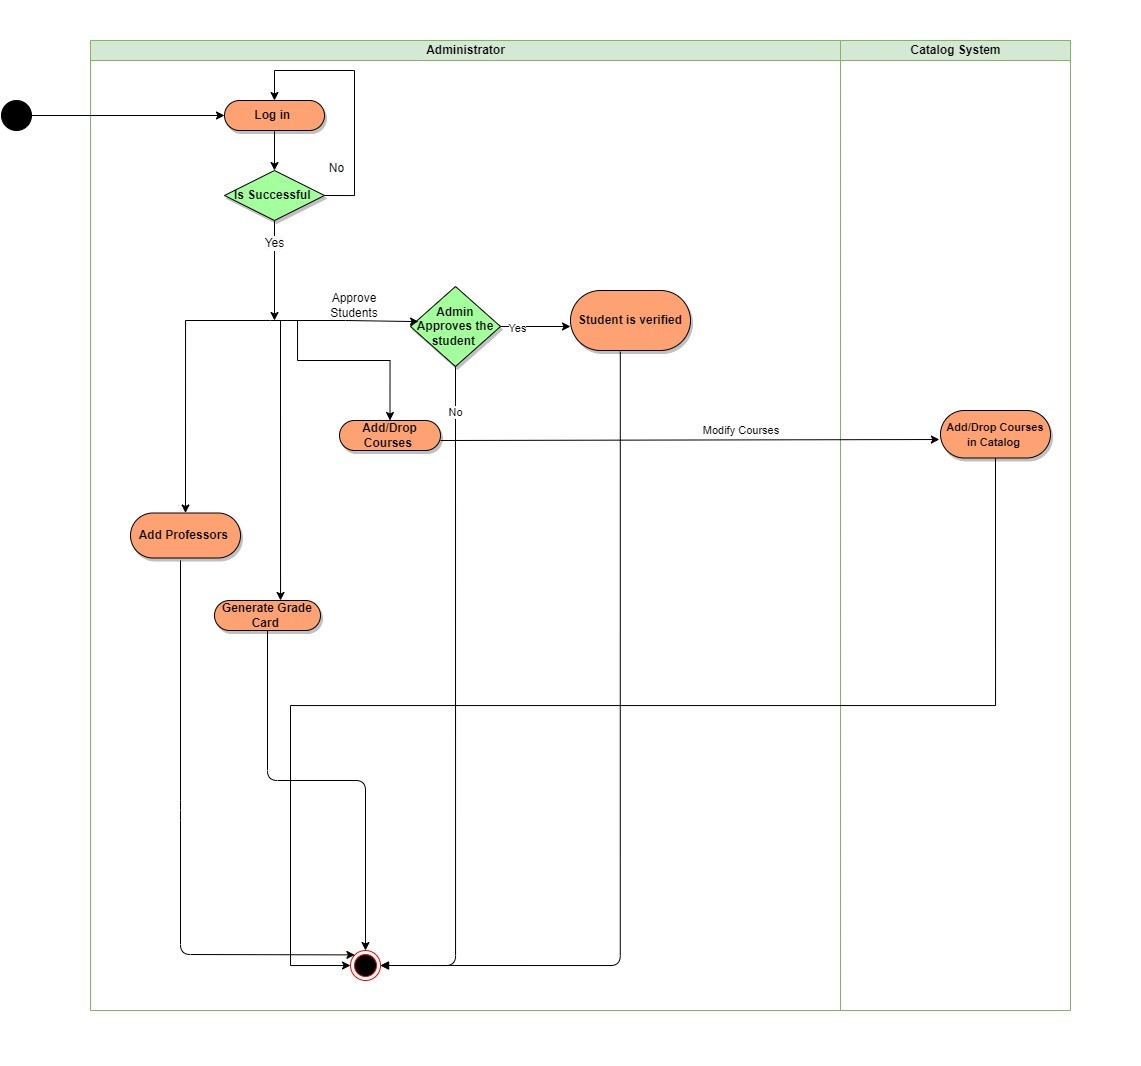 Administrator
Catalog System
Log in
No
Is Successful
Yes
Approve
Students
Admin
Approves the
student
Yes
Student is verified
No
Add/Drop
Courses
Modify Courses
Add/Drop Courses
in Catalog
Add Professors
Generate Grade
Card